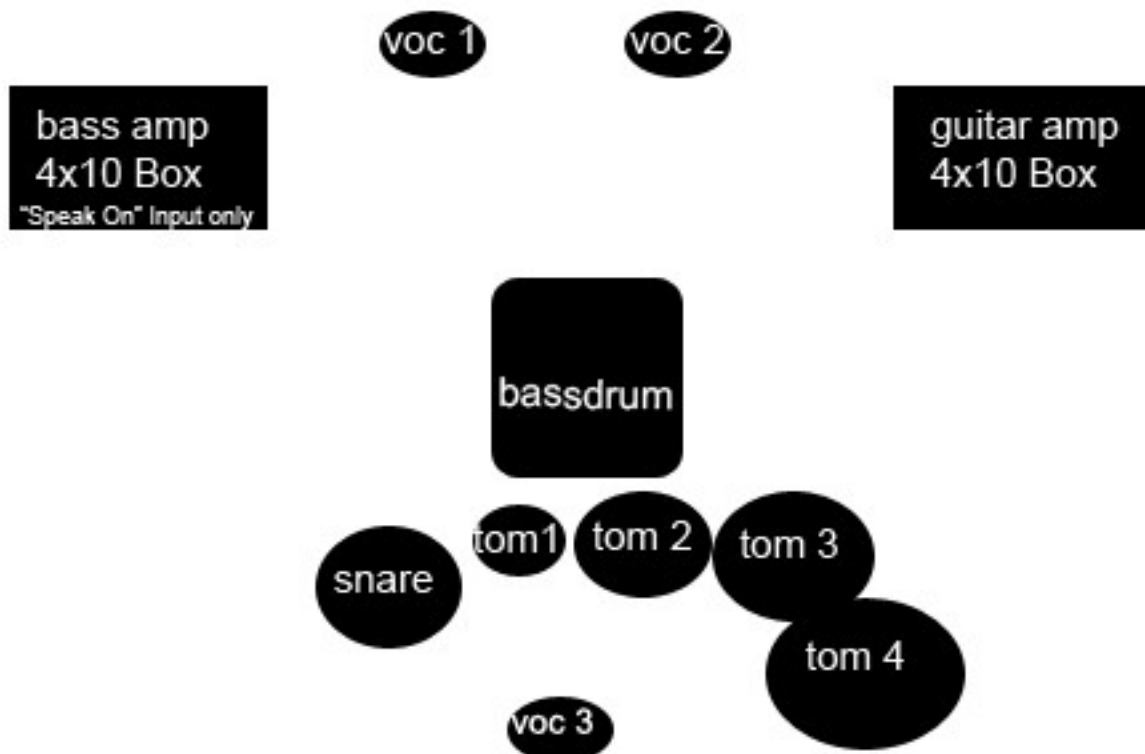 voc 1
voc 2
bass amp
4x10 Box
"Speak On" Input only
guitar amp
4x10 Box
bassdrum
tom1
tom 2
tom 3
snare
tom 4
voc 3